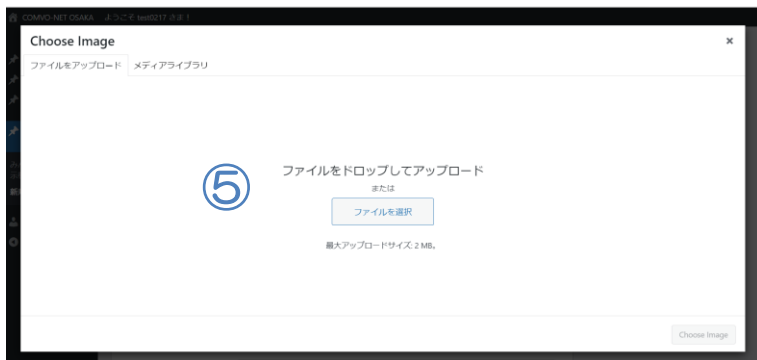 COMVO-NET OSAKA ようこそ test0217 さま！
Choose Image
×
ファイルをアップロード メディアライブラリ
⑤
ファイルをドロップしてアップロード
または
ファイルを選択
最大アップロードサイズ: 2 MB。
Choose Image